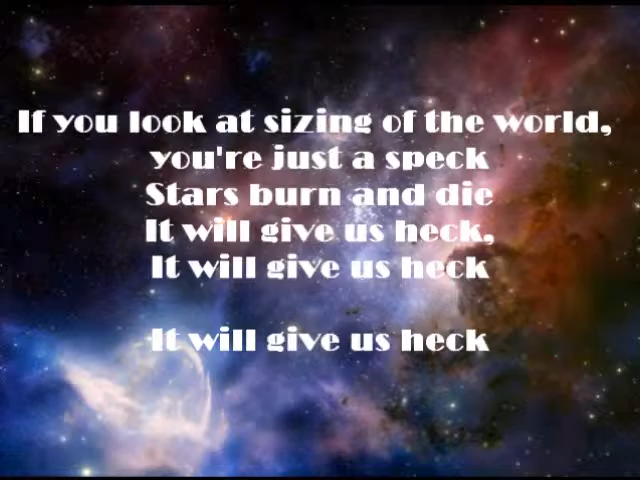 If you look at sizing of the world,
you're just a speck
Stars burn and die
It will give us heck,
It will give us heck
It will give us heck